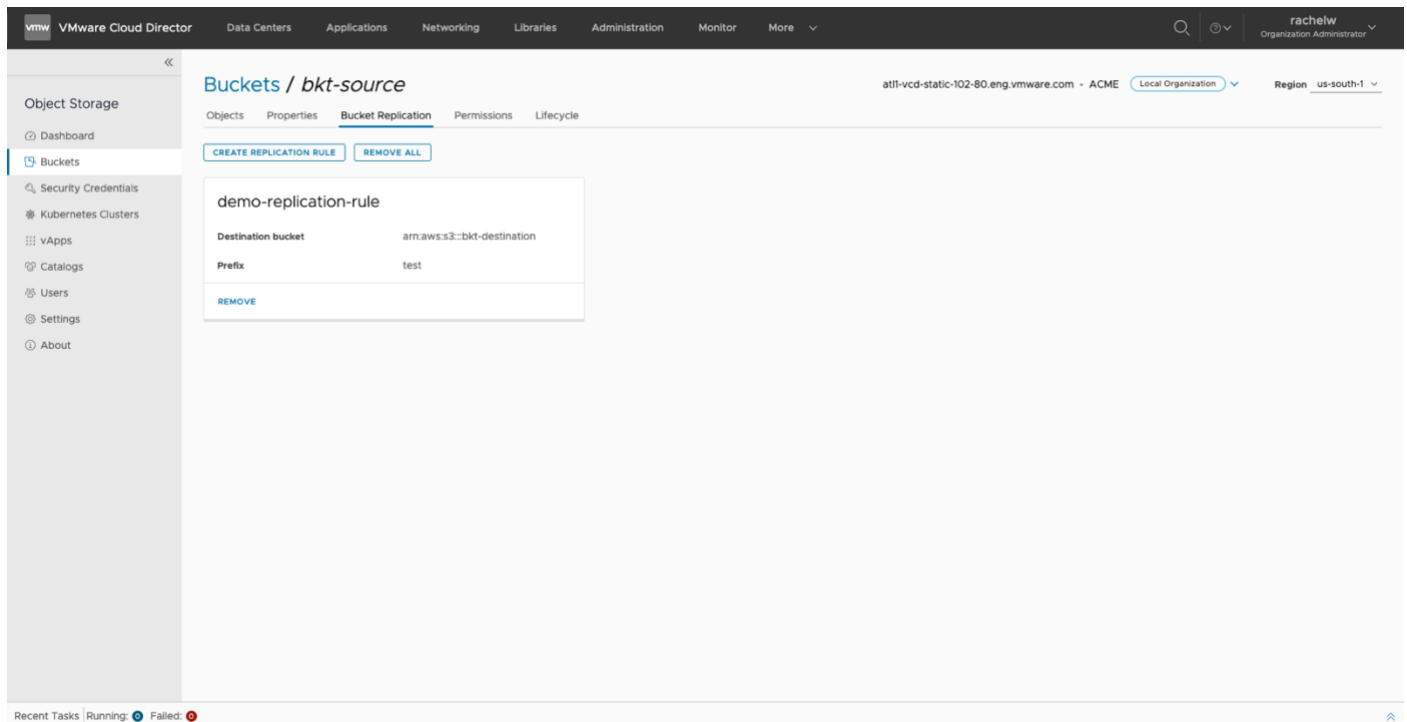 vmw VMware Cloud Director Data Centers Applications Networking Libraries Administration Monitor More rachelw
Organization Administrator
Object Storage
Dashboard
Buckets
Security Credentials
Kubernetes Clusters
vApps
Catalogs
Users
Settings
About
Buckets / bkt-source
atl1-vcd-static-102-80.eng.vmware.com - ACME Local Organization Region us-south-1
Objects Properties Bucket Replication Permissions Lifecycle
CREATE REPLICATION RULE REMOVE ALL
demo-replication-rule
Destination bucket arn:aws:s3:::bkt-destination
Prefix test
REMOVE
Recent Tasks Running: 0 Failed: 0